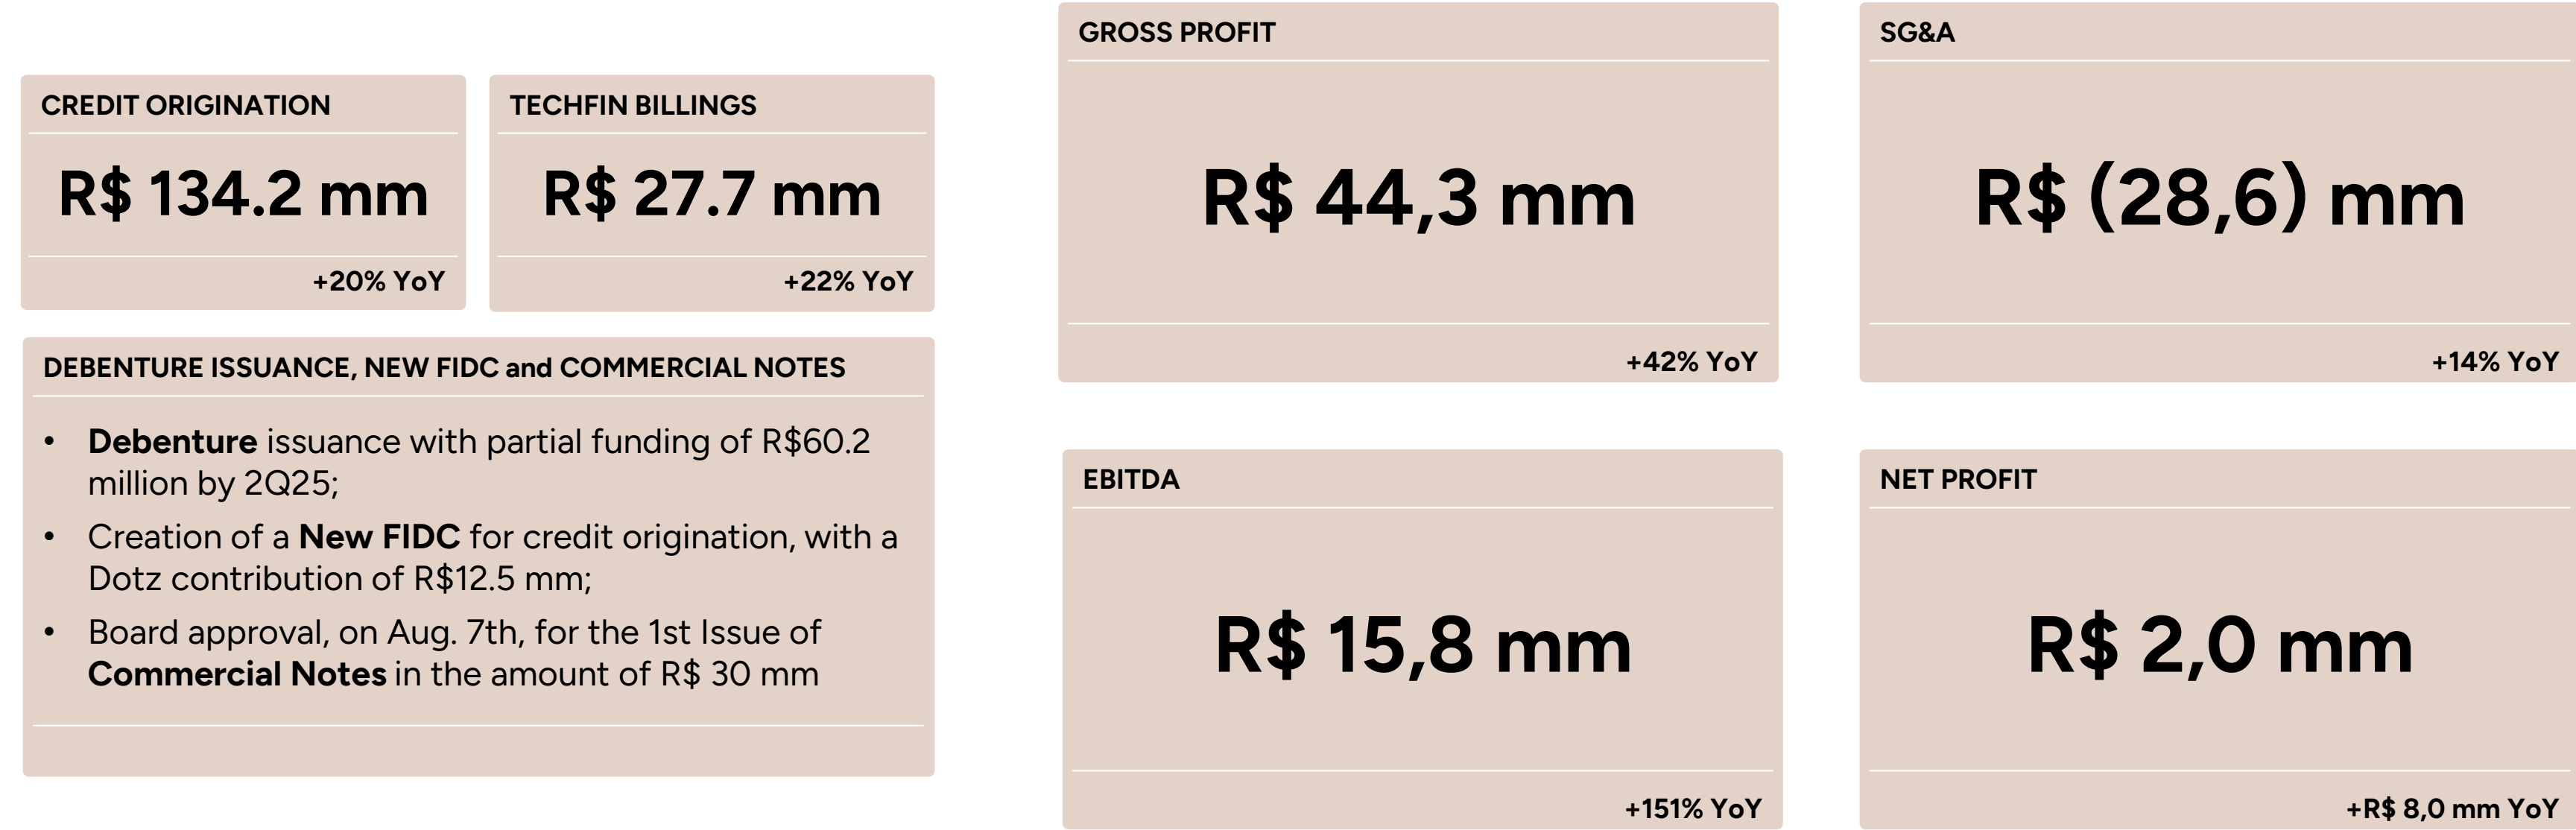 CREDIT ORIGINATION
R$ 134.2 mm
+20% YoY
TECHFIN BILLINGS
R$ 27.7 mm
+22% YoY
DEBENTURE ISSUANCE, NEW FIDC and COMMERCIAL NOTES
• Debenture issuance with partial funding of R$60.2
million by 2Q25;
• Creation of a New FIDC for credit origination, with a
Dotz contribution of R$12.5 mm;
• Board approval, on Aug. 7th, for the 1st Issue of
Commercial Notes in the amount of R$ 30 mm
GROSS PROFIT
R$ 44,3 mm
+42% YoY
SG&A
R$ (28,6) mm
+14% YoY
EBITDA
R$ 15,8 mm
+151% YoY
NET PROFIT
R$ 2,0 mm
+R$ 8,0 mm YoY